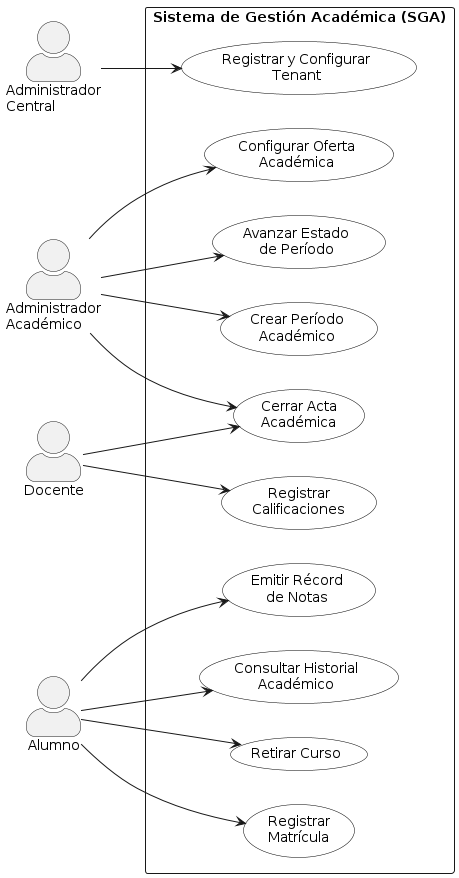 Sistema de Gestión Académica (SGA)
Administrador
Central
Registrar y Configurar
Tenant
Configurar Oferta
Académica
Avanzar Estado
de Período
Administrador
Académico
Crear Período
Académico
Cerrar Acta
Académica
Docente
Registrar
Calificaciones
Emitir Récord
de Notas
Consultar Historial
Académico
Alumno
Retirar Curso
Registrar
Matrícula